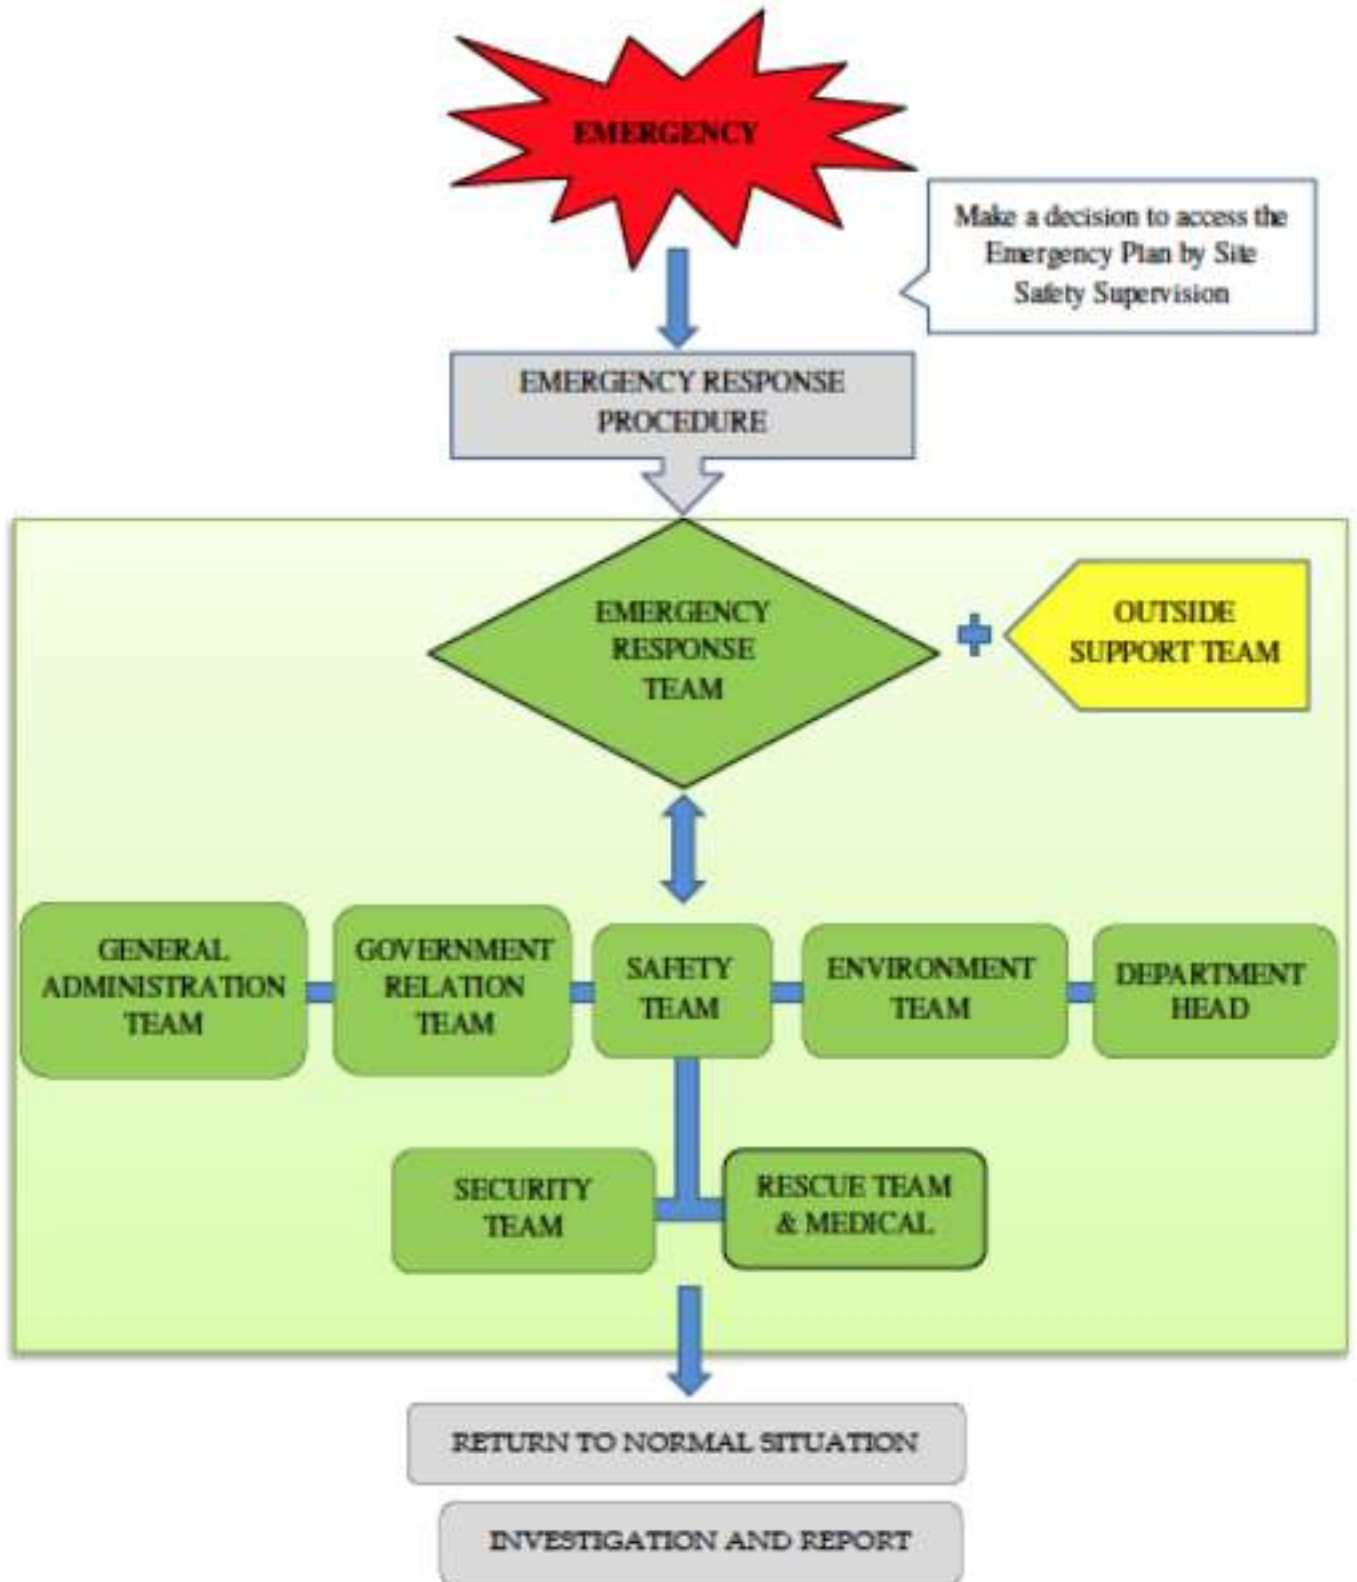 EMERGENCY
Make a decision to access the
Emergency Plan by Site
Safety Supervision
EMERGENCY RESPONSE
PROCEDURE
EMERGENCY
RESPONSE
TEAM
OUTSIDE
SUPPORT TEAM
GENERAL
ADMINISTRATION
TEAM
GOVERNMENT
RELATION
TEAM
SAFETY
TEAM
ENVIRONMENT
TEAM
DEPARTMENT
HEAD
SECURITY
TEAM
RESCUE TEAM
& MEDICAL
RETURN TO NORMAL SITUATION
INVESTIGATION AND REPORT